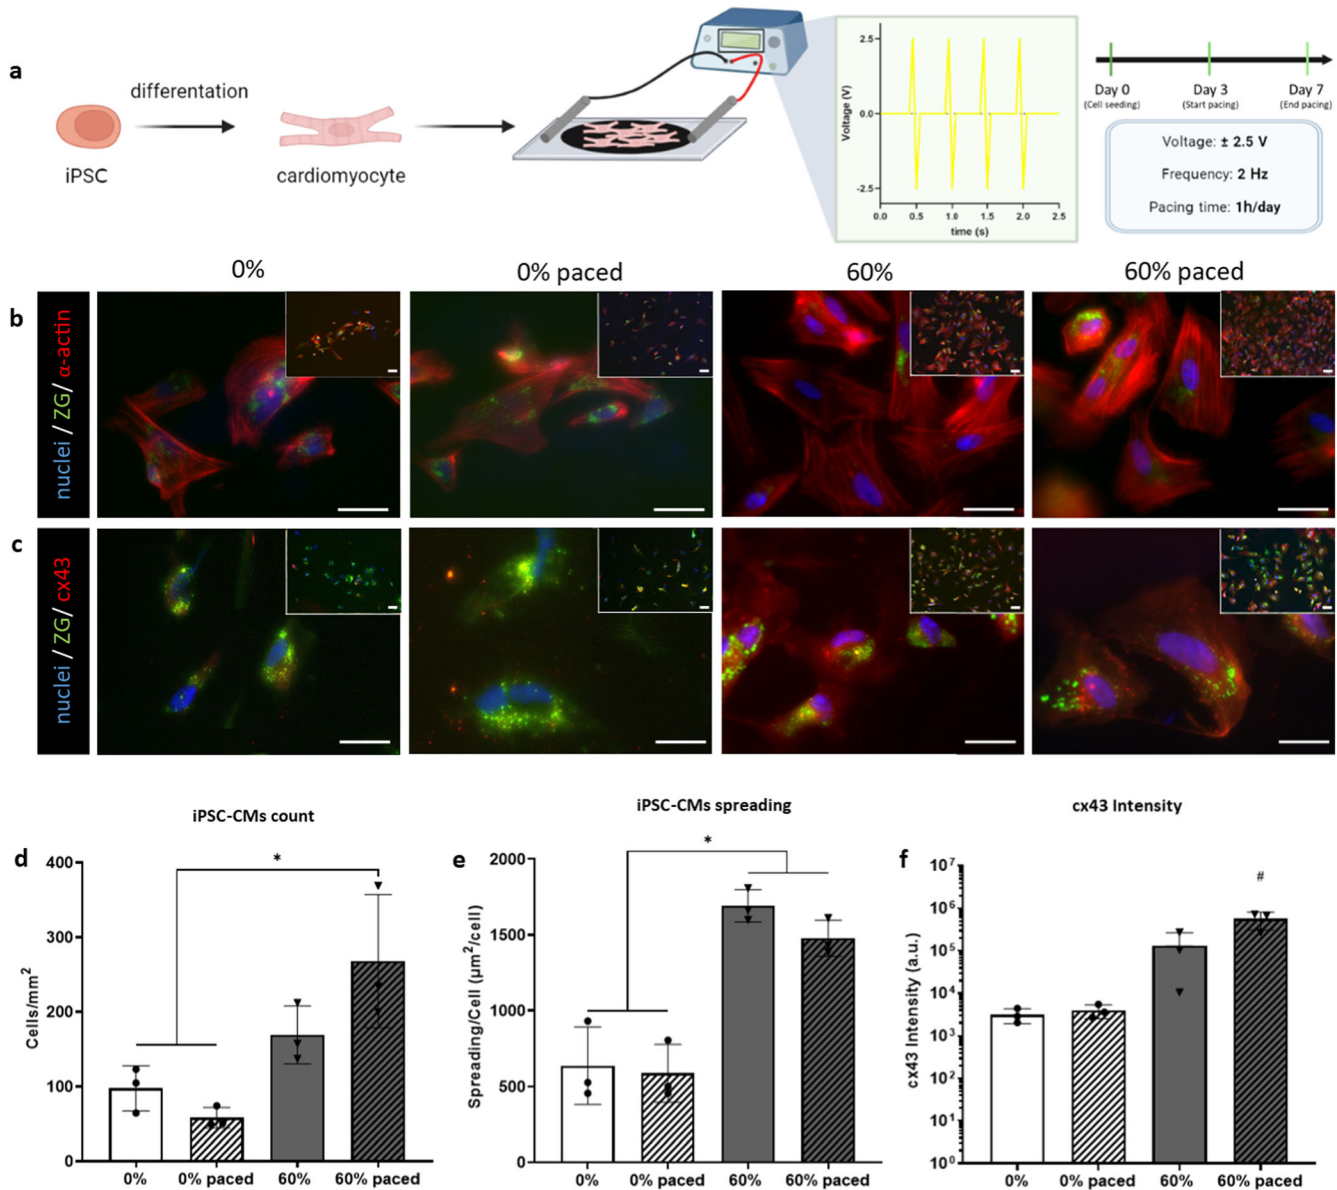 a
differentation
iPSC
cardiomyocyte
Voltage (V)
2.5
0.0
-2.5
0.0 0.5 1.0 1.5 2.0 2.5
time (s)
Day 0 Day 3 Day 7
(Cell seeding) (Start pacing) (End pacing)
Voltage: ± 2.5 V
Frequency: 2 Hz
Pacing time: 1h/day
0% 0% paced 60% 60% paced
b
nuclei / ZG/ α-actin
c
nuclei / ZG/ cx43
d
iPSC-CMs count
Cells/mm²
400
300
200
100
0
*
0% 0% paced 60% 60% paced
e
iPSC-CMs spreading
Spreading/Cell (µm²/cell)
2000
1500
1000
500
0
*
0% 0% paced 60% 60% paced
f
cx43 Intensity
cx43 Intensity (a.u.)
10⁷
10⁶
10⁵
10⁴
10³
10²
10¹
10⁰
#
0% 0% paced 60% 60% paced